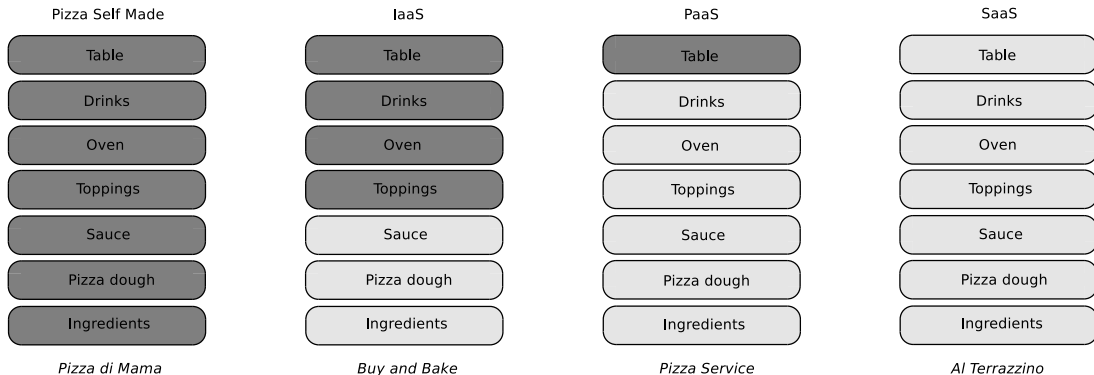 Pizza Self Made IaaS PaaS SaaS
Table Table Table Table
Drinks Drinks Drinks Drinks
Oven Oven Oven Oven
Toppings Toppings Toppings Toppings
Sauce Sauce Sauce Sauce
Pizza dough Pizza dough Pizza dough Pizza dough
Ingredients Ingredients Ingredients Ingredients
Pizza di Mama Buy and Bake Pizza Service Al Terrazzino